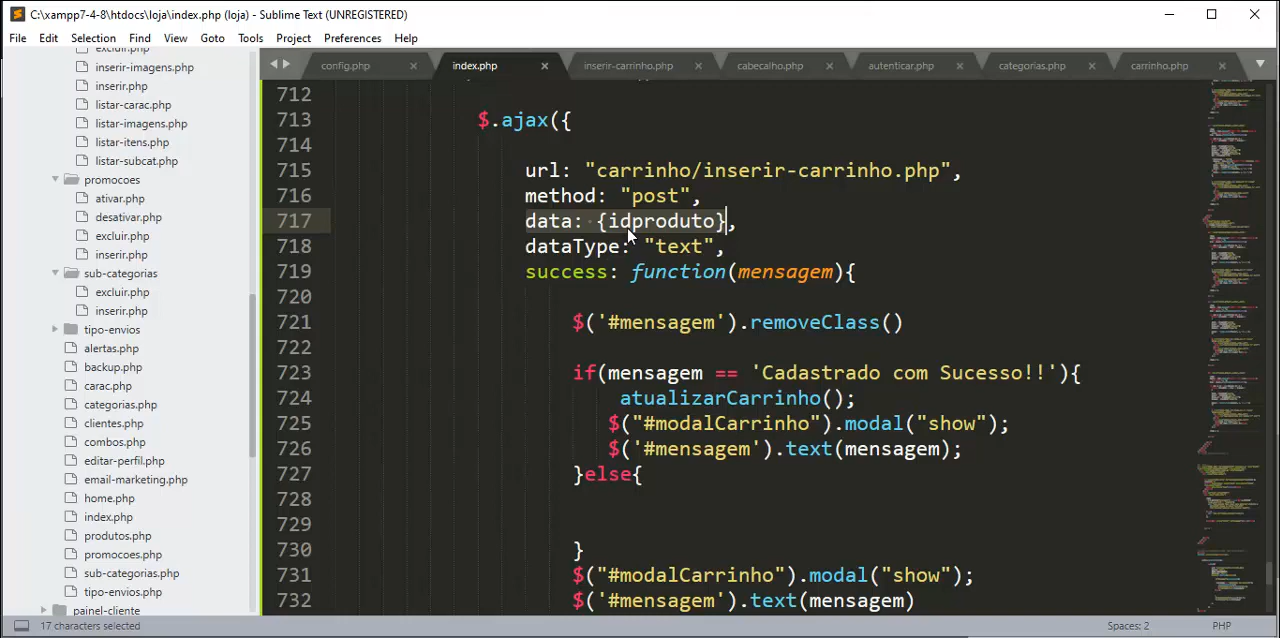 C:\xampp7-4-8\htdocs\loja\index.php (loja) - Sublime Text (UNREGISTERED)
File Edit Selection Find View Goto Tools Project Preferences Help
excluir.php
inserir-imagens.php
inserir.php
listar-carac.php
listar-imagens.php
listar-itens.php
listar-subcat.php
promocoes
ativar.php
desativar.php
excluir.php
inserir.php
sub-categorias
excluir.php
inserir.php
tipo-envios
alertas.php
backup.php
carac.php
categorias.php
clientes.php
combos.php
editar-perfil.php
email-marketing.php
home.php
index.php
produtos.php
promocoes.php
sub-categorias.php
tipo-envios.php
painel-cliente
config.php index.php inserir-carrinho.php cabecalho.php autenticar.php categorias.php carrinho.php
712
713 $.ajax({
714
715 url: "carrinho/inserir-carrinho.php",
716 method: "post",
717 data: {idproduto},
718 dataType: "text",
719 success: function(mensagem){
720
721 $('#mensagem').removeClass()
722
723 if(mensagem == 'Cadastrado com Sucesso!!'){
724 atualizarCarrinho();
725 $("#modalCarrinho").modal("show");
726 $('#mensagem').text(mensagem);
727 }else{
728
729
730 }
731 $("#modalCarrinho").modal("show");
732 $('#mensagem').text(mensagem)
17 characters selected
Spaces: 2
PHP